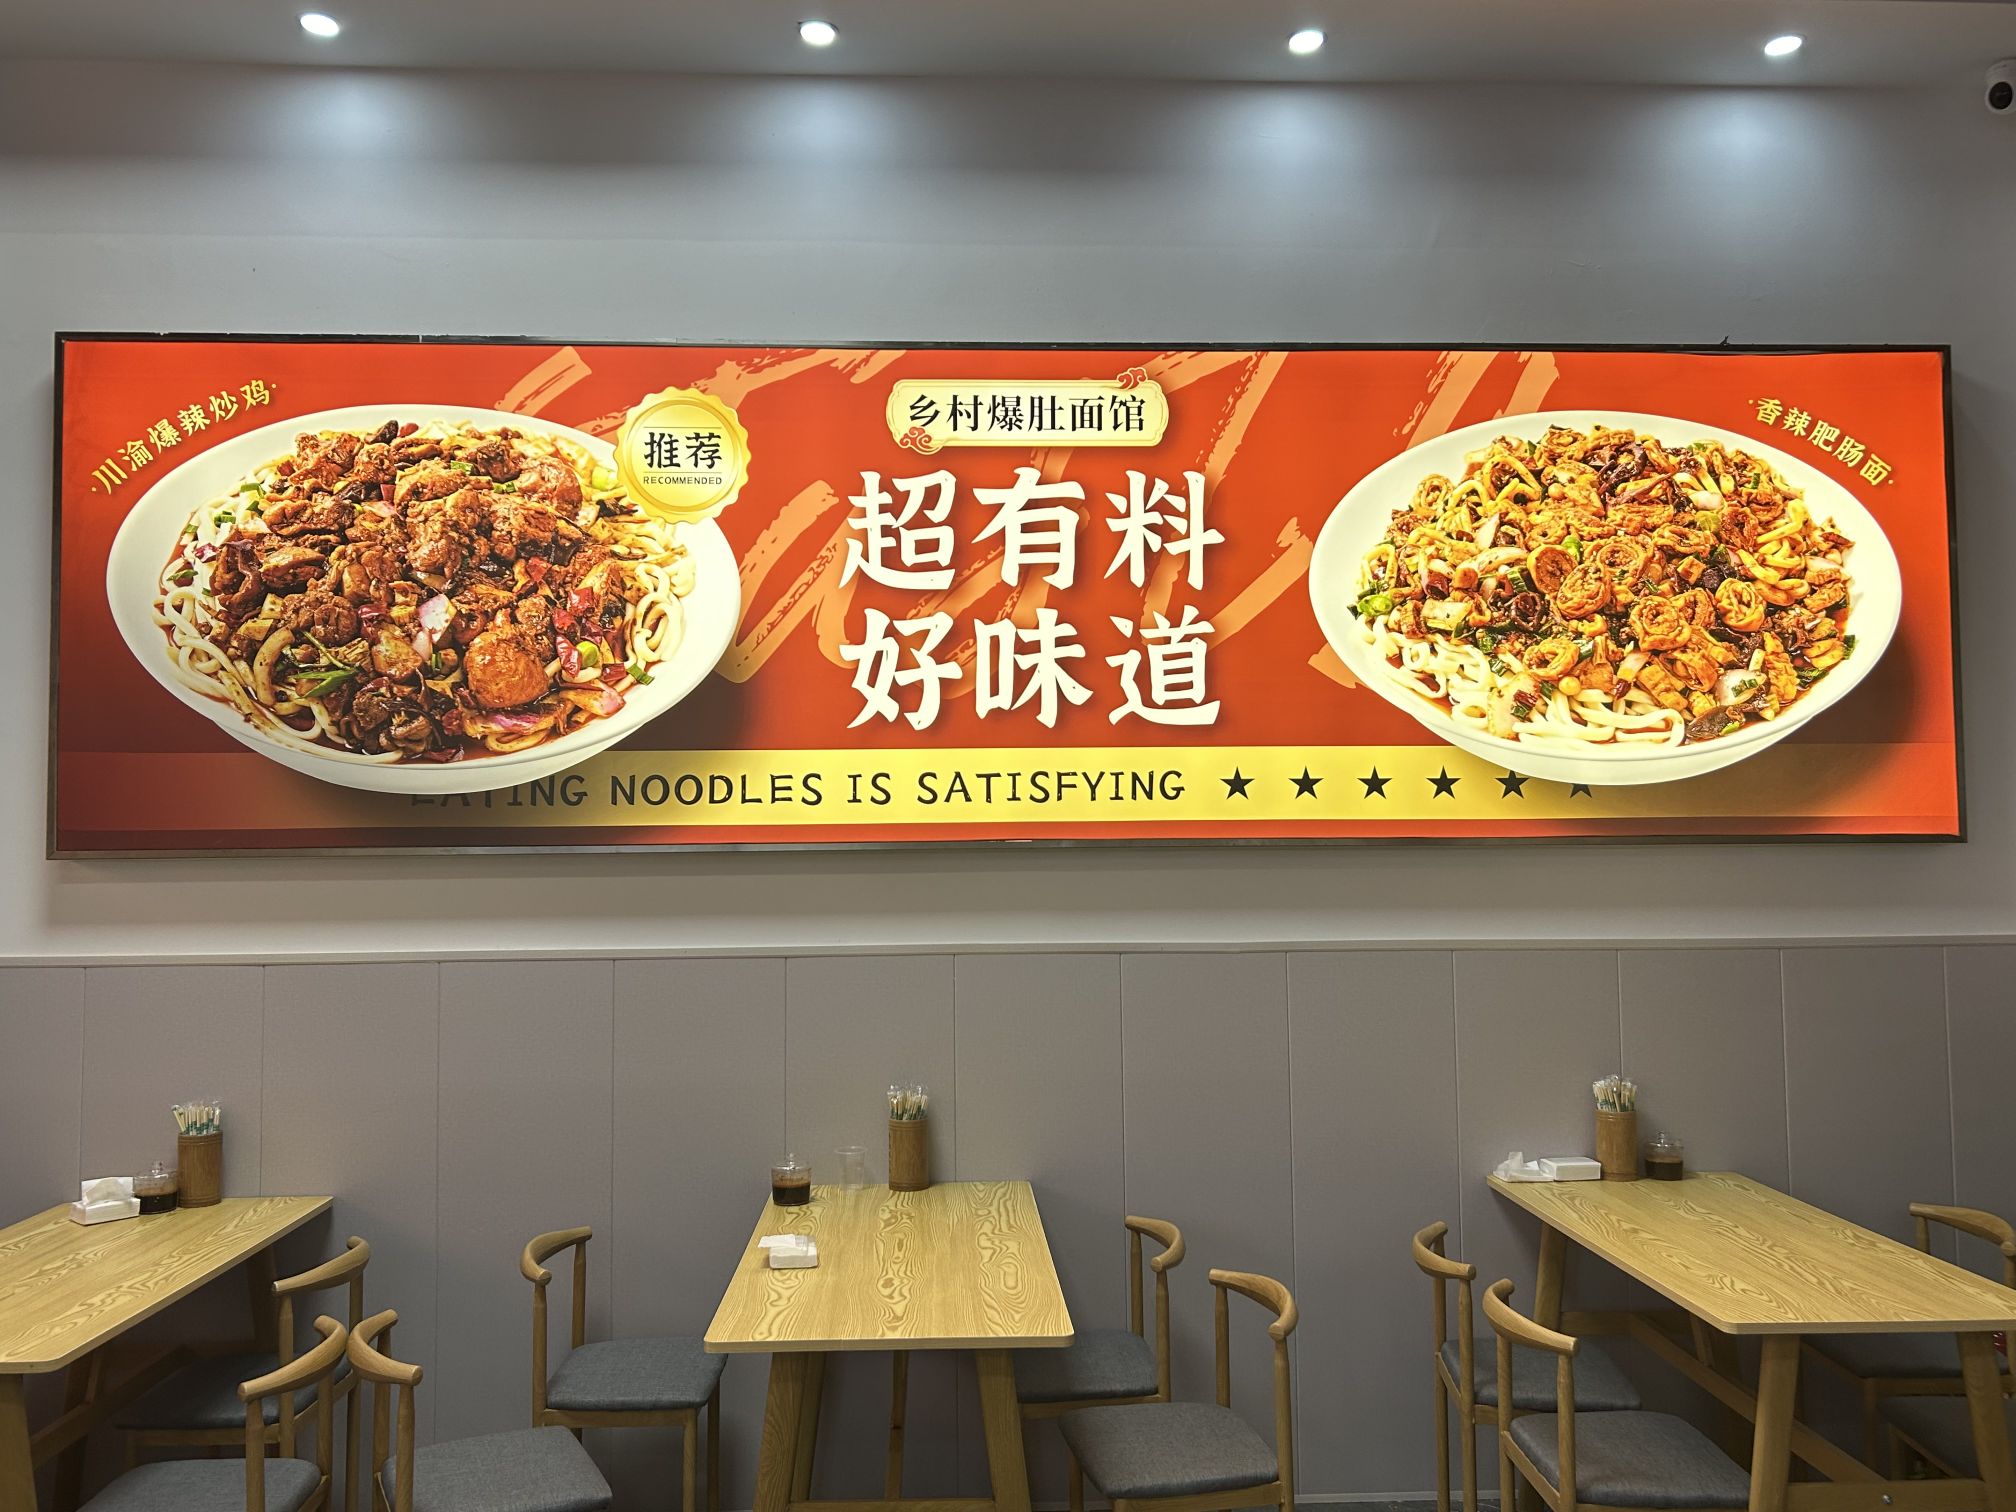 川渝爆辣炒鸡
推荐
RECOMMENDED
乡村爆肚面馆
超有料
好味道
香辣肥肠面
EATING NOODLES IS SATISFYING ★ ★ ★ ★ ★ ★